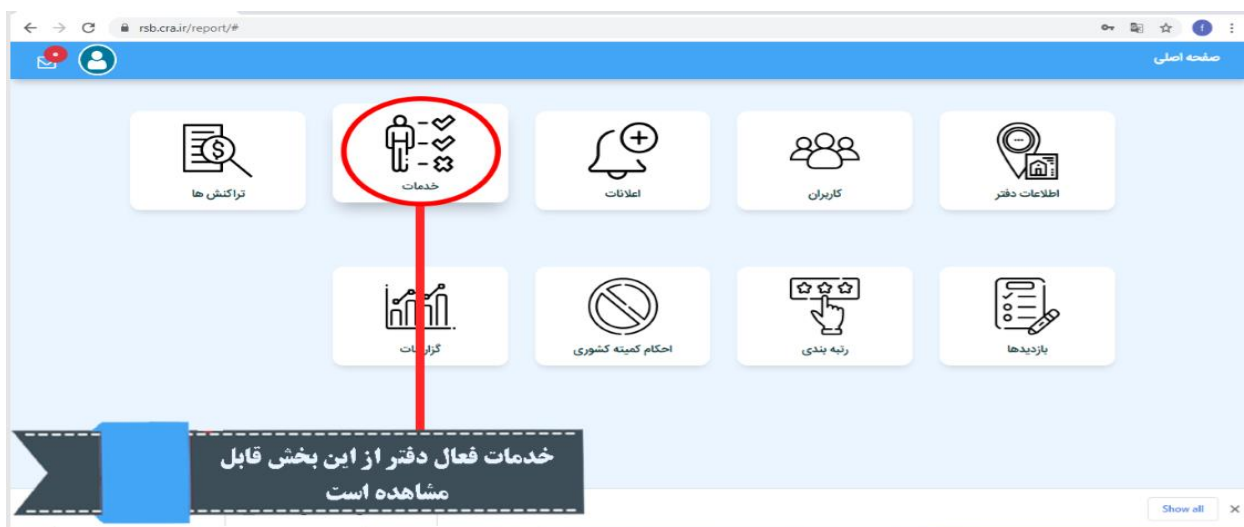 rsb.cra.ir/report/#
f
صفحه اصلی
اطلاعات دفتر
کاربران
اعلانات
خدمات
تراکنش ها
بازدیدها
رتبه بندی
احکام کمیته کشوری
خدمات فعال دفتر از این بخش قابل
مشاهده است
Show all